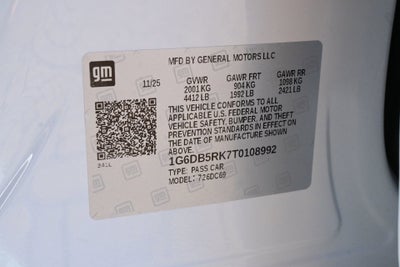 gm
MFD BY GENERAL MOTORS LLC
11/25 GVWR GAWR FRT GAWR RR
2001 KG 904 KG 1098 KG
4412 LB 1992 LB 2421 LB
THIS VEHICLE CONFORMS TO ALL
APPLICABLE U.S. FEDERAL MOTOR
VEHICLE SAFETY, BUMPER, AND THEFT
PREVENTION STANDARDS IN EFFECT ON
THE DATE OF MANUFACTURE SHOWN
ABOVE.
1G6DB5RK7T0108992
TYPE: PASS CAR
MODEL: 726DC69